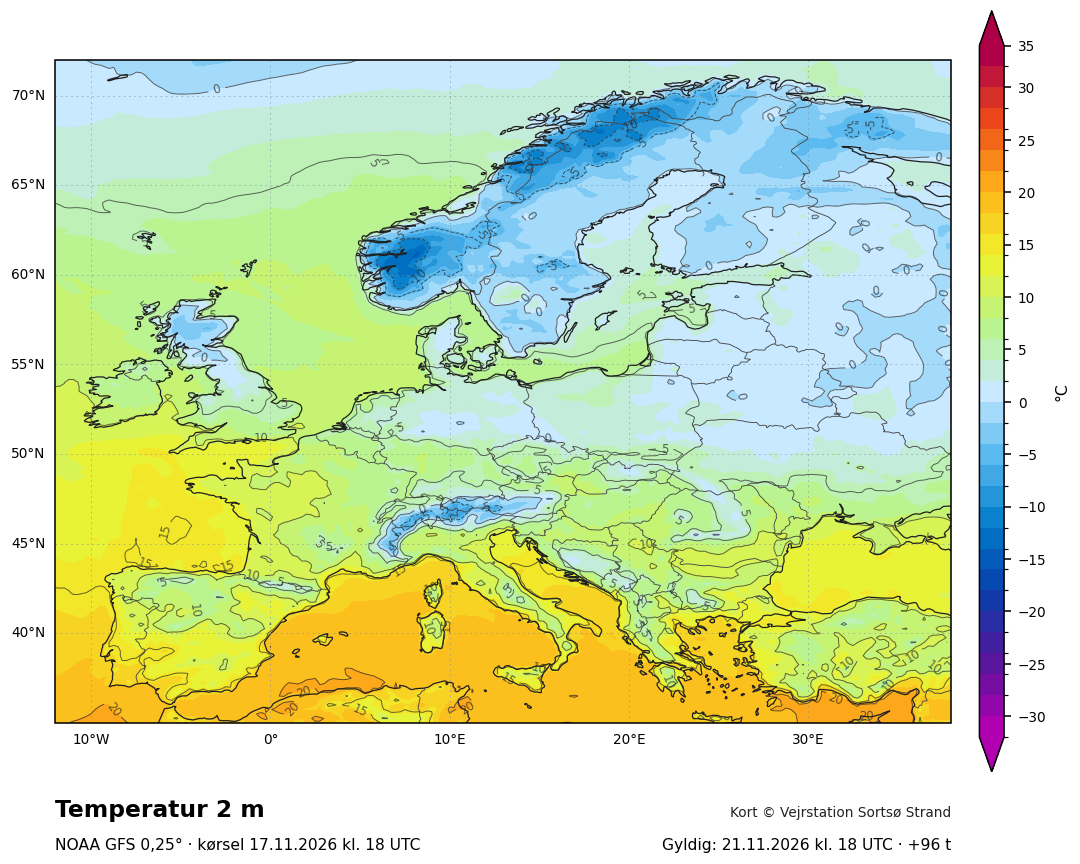 70°N
65°N
60°N
55°N
50°N
45°N
40°N
10°W
0°
10°E
20°E
30°E
35
30
25
20
15
10
5
0
−5
−10
−15
−20
−25
−30
°C
Temperatur 2 m
Kort © Vejrstation Sortsø Strand
NOAA GFS 0,25° · kørsel 17.11.2026 kl. 18 UTC
Gyldig: 21.11.2026 kl. 18 UTC · +96 t